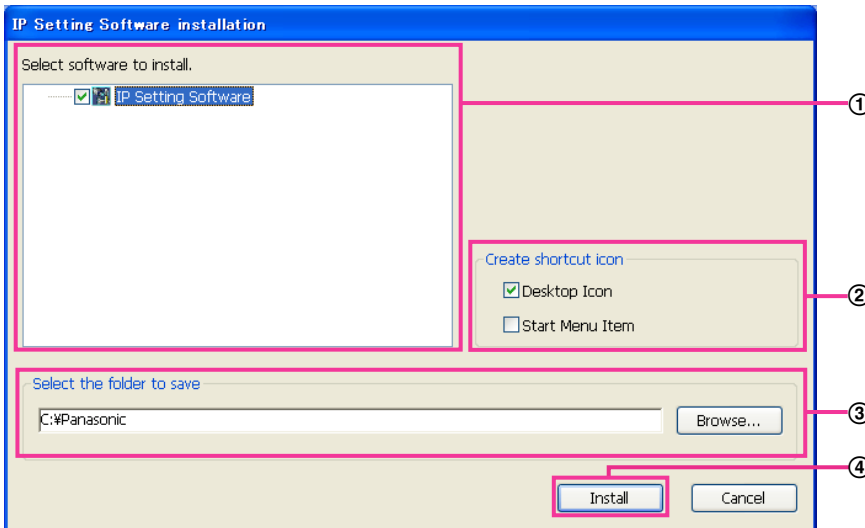 IP Setting Software installation
Select software to install.
IP Setting Software
①
Create shortcut icon
Desktop Icon
②
Start Menu Item
Select the folder to save
C:¥Panasonic
Browse...
③
④
Install
Cancel